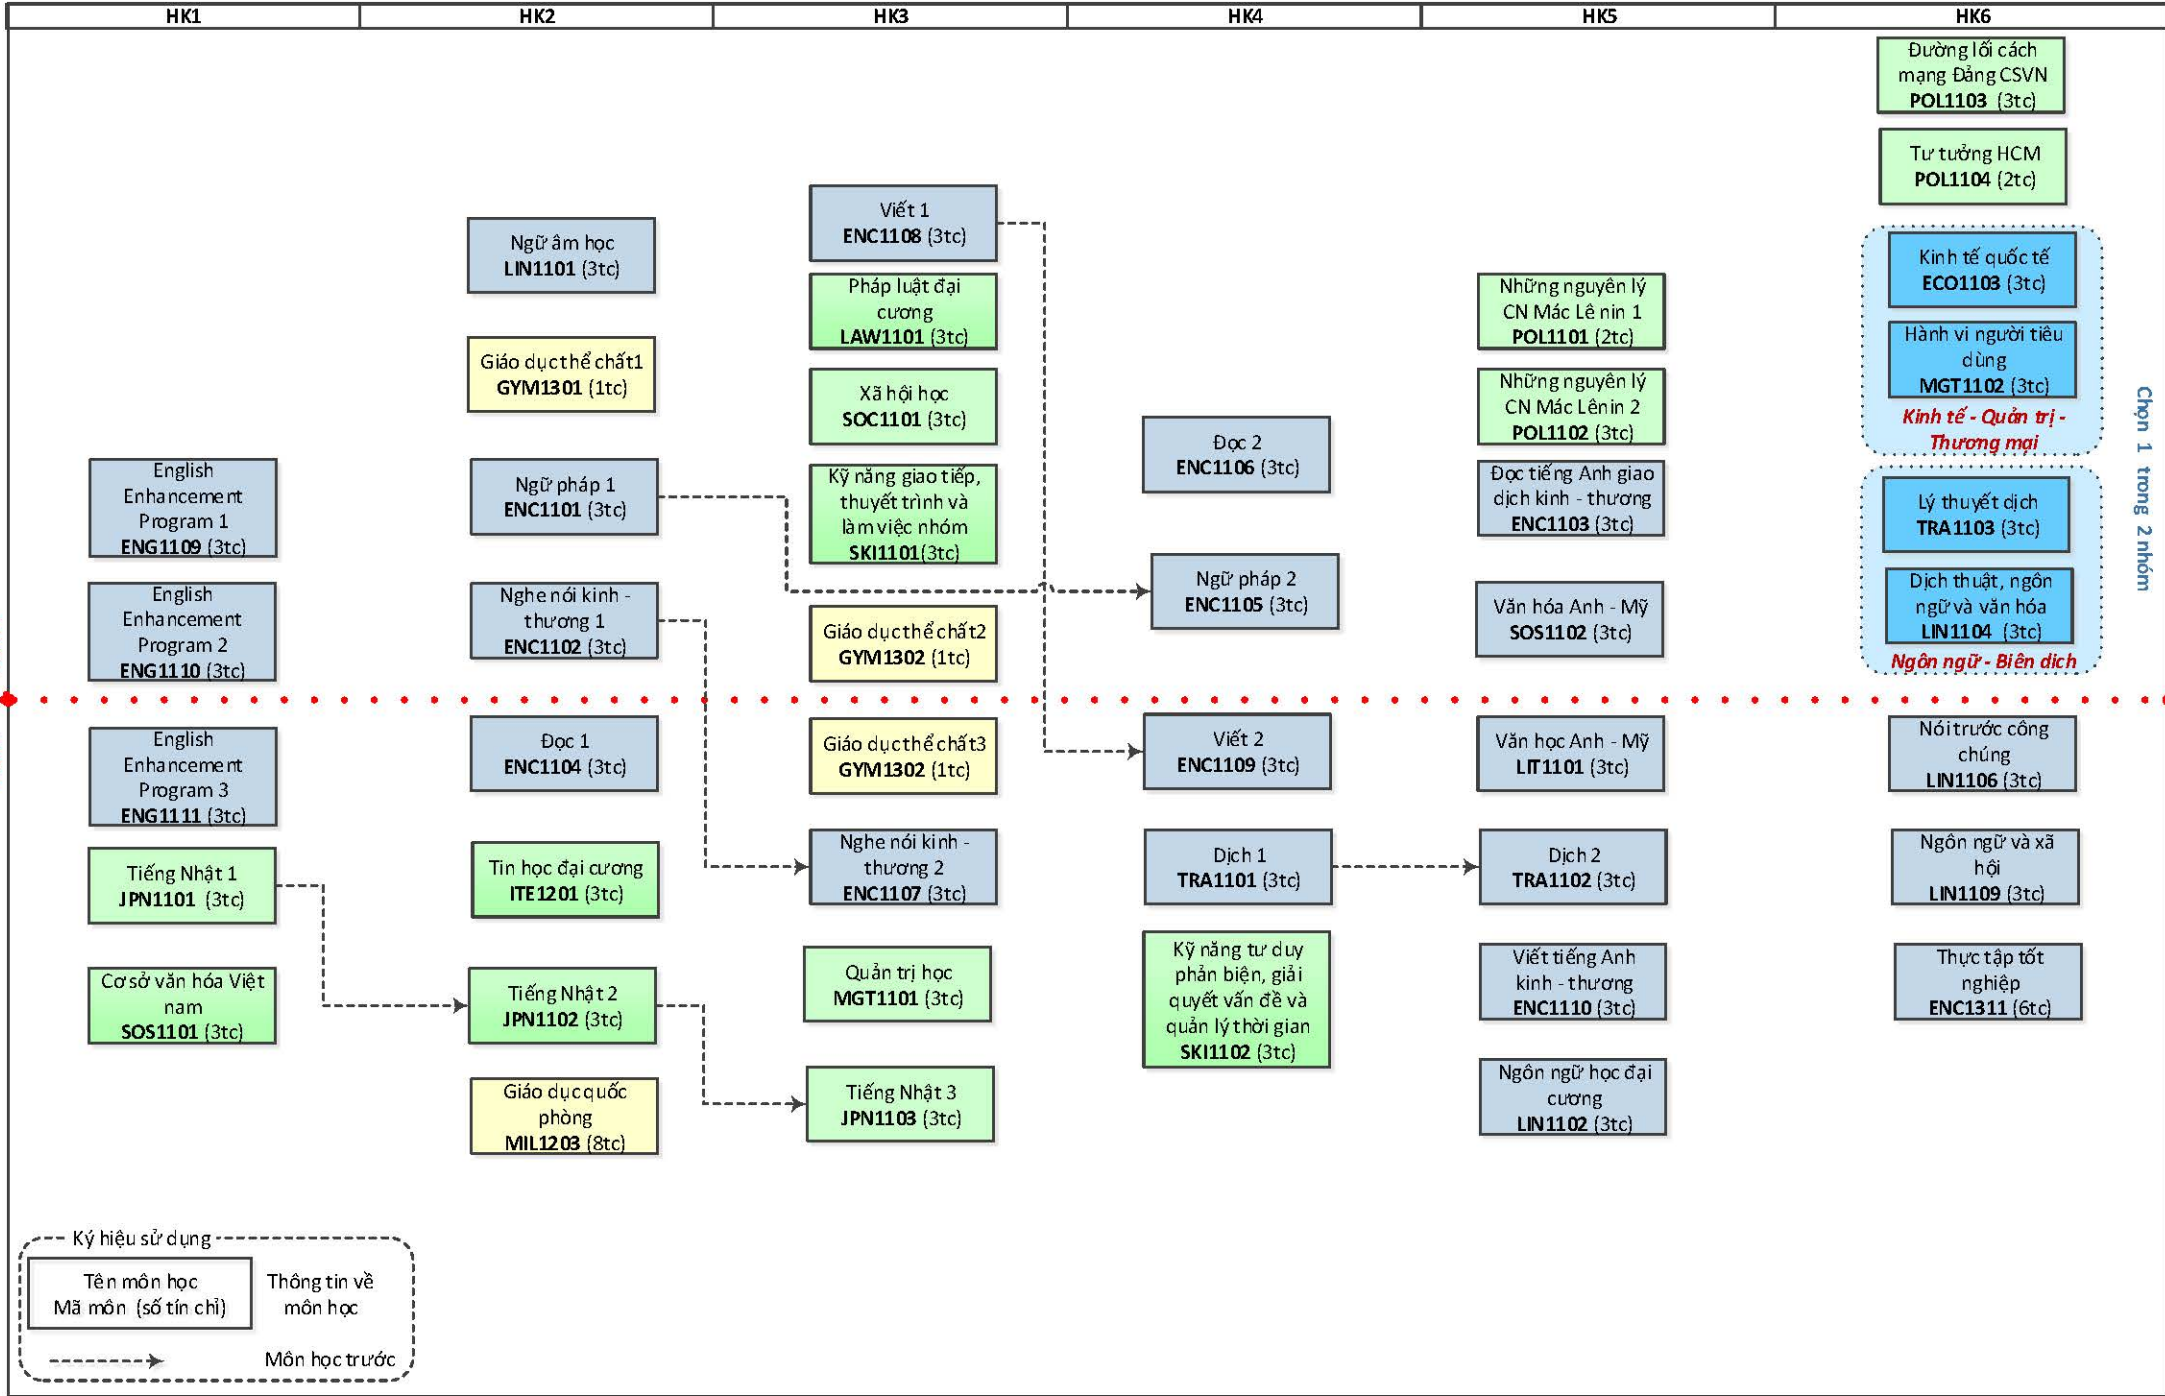 HK1
HK2
HK3
HK4
HK5
HK6
English
Enhancement
Program 1
ENG1109 (3tc)
English
Enhancement
Program 2
ENG1110 (3tc)
English
Enhancement
Program 3
ENG1111 (3tc)
Tiếng Nhật 1
JPN1101 (3tc)
Cơ sở văn hóa Việt
nam
SOS1101 (3tc)
Ngữ âm học
LIN1101 (3tc)
Giáo dục thể chất1
GYM1301 (1tc)
Ngữ pháp 1
ENC1101 (3tc)
Nghe nói kinh -
thương 1
ENC1102 (3tc)
Đọc 1
ENC1104 (3tc)
Tin học đại cương
ITE1201 (3tc)
Tiếng Nhật 2
JPN1102 (3tc)
Giáo dục quốc
phòng
MIL1203 (8tc)
Viết 1
ENC1108 (3tc)
Pháp luật đại
cương
LAW1101 (3tc)
Xã hội học
SOC1101 (3tc)
Kỹ năng giao tiếp,
thuyết trình và
làm việc nhóm
SKI1101(3tc)
Giáo dục thể chất2
GYM1302 (1tc)
Giáo dục thể chất3
GYM1302 (1tc)
Nghe nói kinh -
thương 2
ENC1107 (3tc)
Quản trị học
MGT1101 (3tc)
Tiếng Nhật 3
JPN1103 (3tc)
Đọc 2
ENC1106 (3tc)
Ngữ pháp 2
ENC1105 (3tc)
Viết 2
ENC1109 (3tc)
Dịch 1
TRA1101 (3tc)
Kỹ năng tư duy
phản biện, giải
quyết vấn đề và
quản lý thời gian
SKI1102 (3tc)
Những nguyên lý
CN Mác Lê nin 1
POL1101 (2tc)
Những nguyên lý
CN Mác Lênin 2
POL1102 (3tc)
Đọc tiếng Anh giao
dịch kinh - thương
ENC1103 (3tc)
Văn hóa Anh - Mỹ
SOS1102 (3tc)
Văn học Anh - Mỹ
LIT1101 (3tc)
Dịch 2
TRA1102 (3tc)
Viết tiếng Anh
kinh - thương
ENC1110 (3tc)
Ngôn ngữ học đại
cương
LIN1102 (3tc)
Đường lối cách
mạng Đảng CSVN
POL1103 (3tc)
Tư tưởng HCM
POL1104 (2tc)
Kinh tế quốc tế
ECO1103 (3tc)
Hành vi người tiêu
dùng
MGT1102 (3tc)
Kinh tế - Quản trị -
Thương mại
Lý thuyết dịch
TRA1103 (3tc)
Dịch thuật, ngôn
ngữ và văn hóa
LIN1104 (3tc)
Ngôn ngữ - Biên dich
Chọn 1 trong 2 nhóm
Nói trước công
chúng
LIN1106 (3tc)
Ngôn ngữ và xã
hội
LIN1109 (3tc)
Thực tập tốt
nghiệp
ENC1311 (6tc)
Ký hiệu sử dụng
Tên môn học
Mã môn (số tín chỉ)
Thông tin về
môn học
Môn học trước